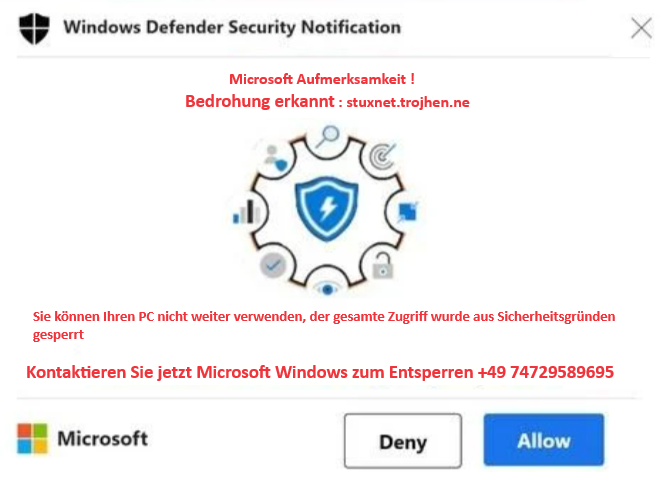 Windows Defender Security Notification
Microsoft Aufmerksamkeit !
Bedrohung erkannt : stuxnet.trojhen.ne
Sie können Ihren PC nicht weiter verwenden, der gesamte Zugriff wurde aus Sicherheitsgründen
gesperrt
Kontaktieren Sie jetzt Microsoft Windows zum Entsperren +49 74729589695
Microsoft
Deny
Allow